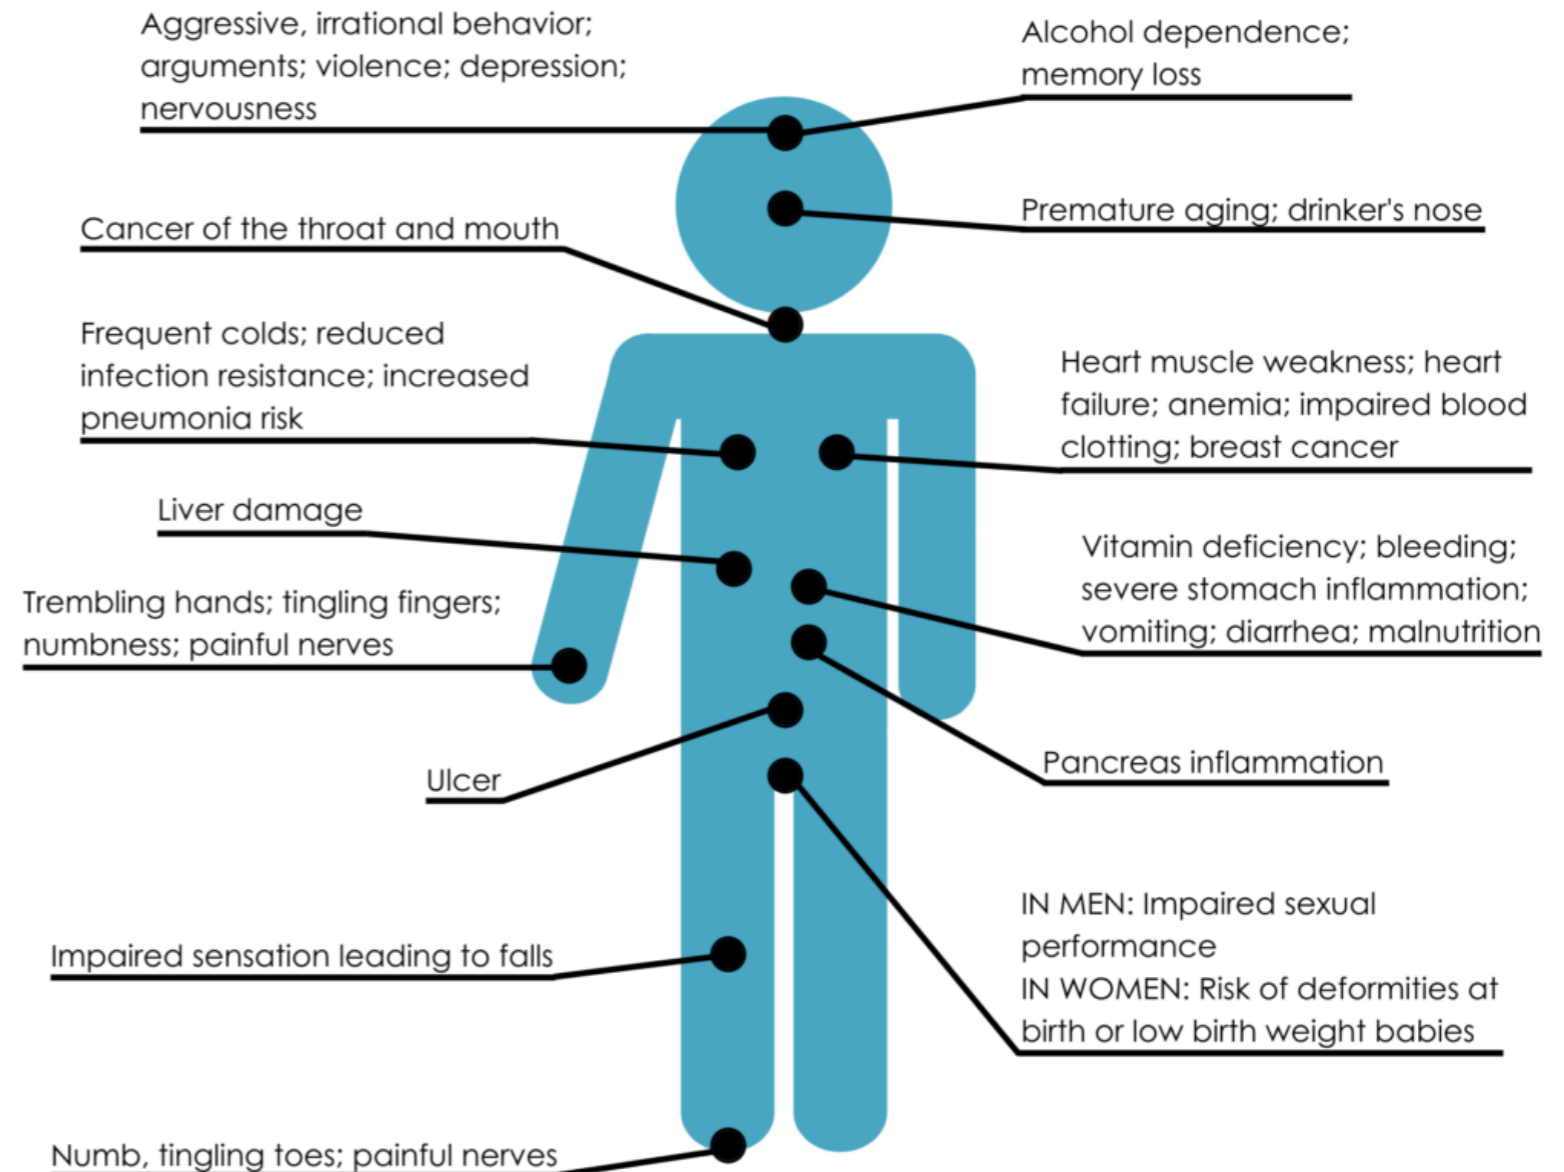 Aggressive, irrational behavior;
arguments; violence; depression;
nervousness
Alcohol dependence;
memory loss
Premature aging; drinker's nose
Cancer of the throat and mouth
Frequent colds; reduced
infection resistance; increased
pneumonia risk
Heart muscle weakness; heart
failure; anemia; impaired blood
clotting; breast cancer
Liver damage
Vitamin deficiency; bleeding;
severe stomach inflammation;
vomiting; diarrhea; malnutrition
Trembling hands; tingling fingers;
numbness; painful nerves
Pancreas inflammation
Ulcer
IN MEN: Impaired sexual
performance
IN WOMEN: Risk of deformities at
birth or low birth weight babies
Impaired sensation leading to falls
Numb, tingling toes; painful nerves